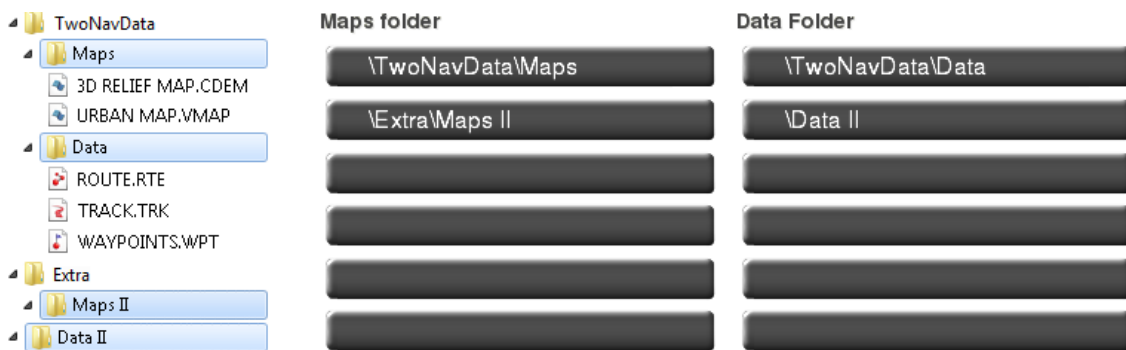 TwoNavData
Maps
3D RELIEF MAP.CDEM
URBAN MAP.VMAP
Data
ROUTE.RTE
TRACK.TRK
WAYPOINTS.WPT
Extra
Maps II
Data II
Maps folder
\TwoNavData\Maps
\Extra\Maps II
Data Folder
\TwoNavData\Data
\Data II